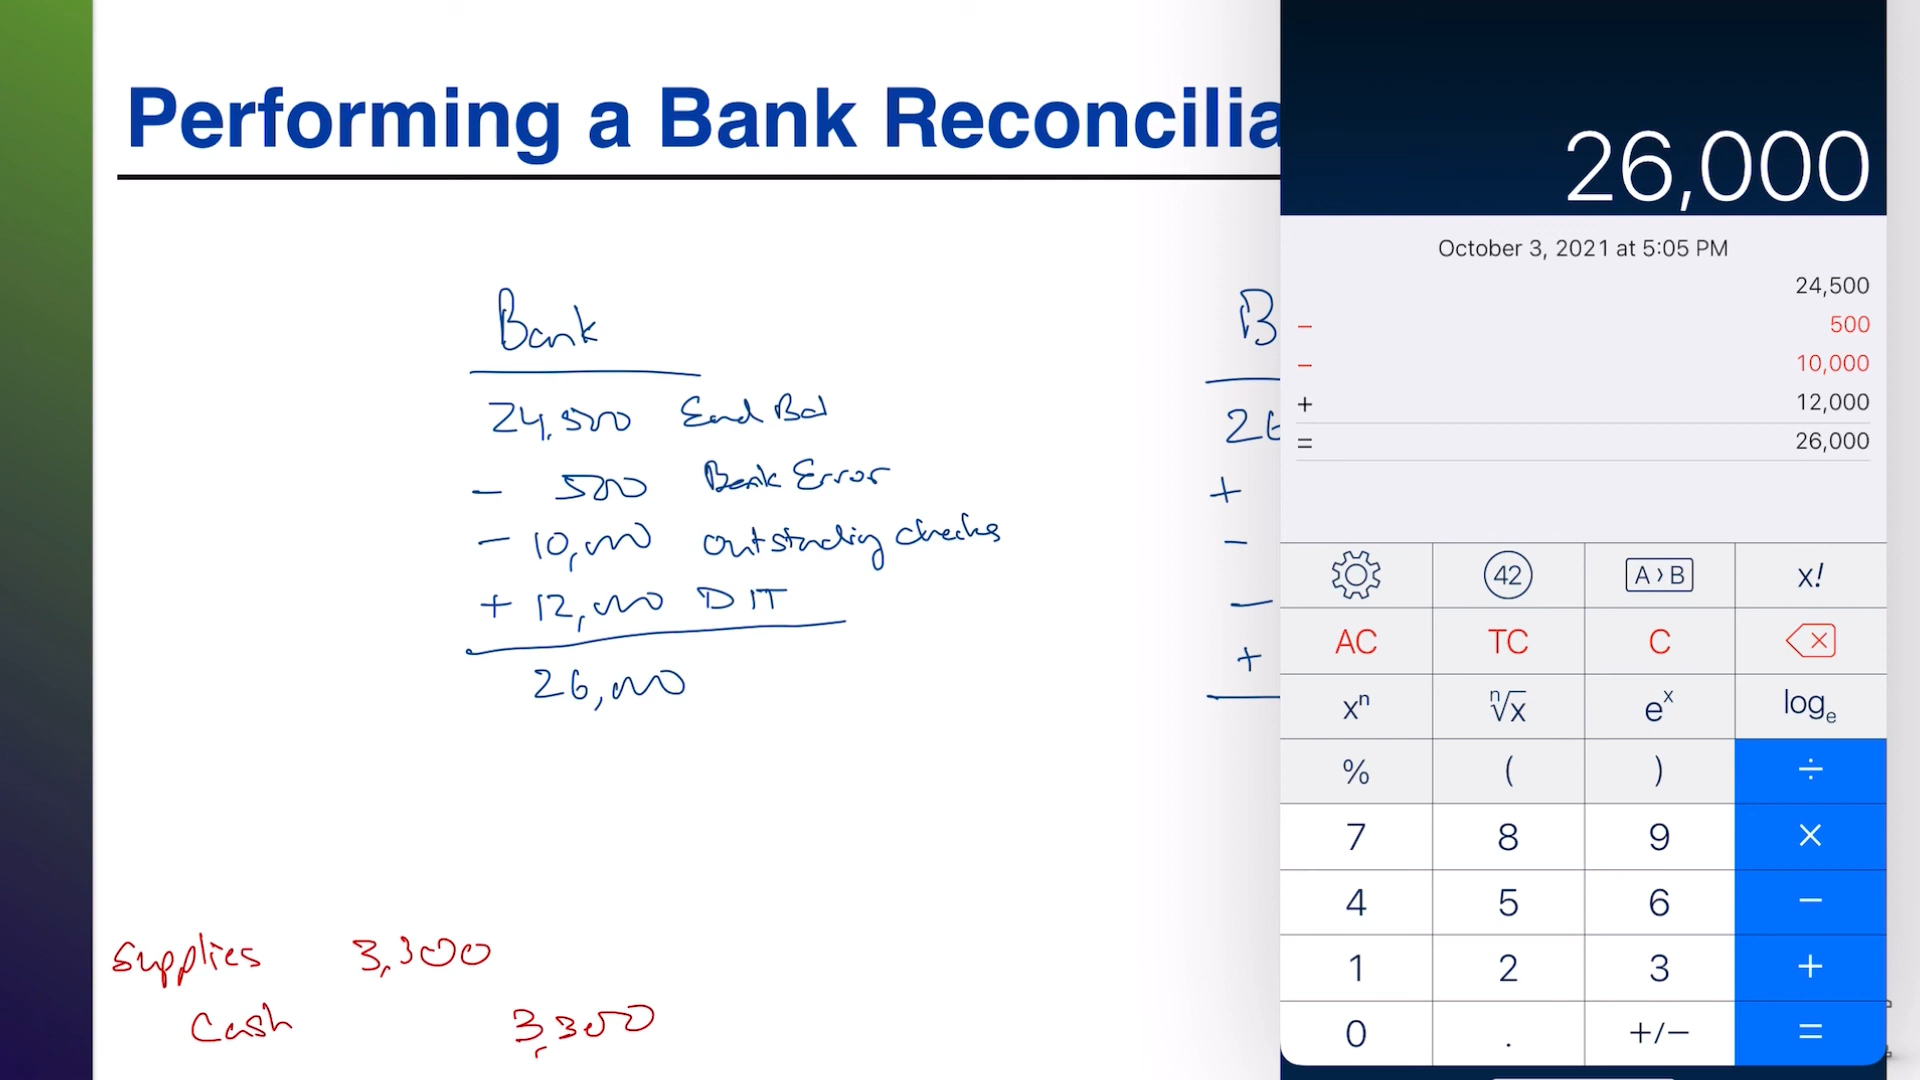 Performing a Bank Reconcilia
Bank
24,500 End Bal
- 500 Bank Error
- 10,000 outstanding checks
+ 12,000 DIT
26,000
B
26
+
-
-
+
Supplies 3,300
Cash 3,300
26,000
October 3, 2021 at 5:05 PM
24,500
- 500
- 10,000
+ 12,000
= 26,000
42 A>B x!
AC TC C
xⁿ ⁿ√x eˣ logₑ
% ( ) ÷
7 8 9 ×
4 5 6 −
1 2 3 +
0 . +/− =